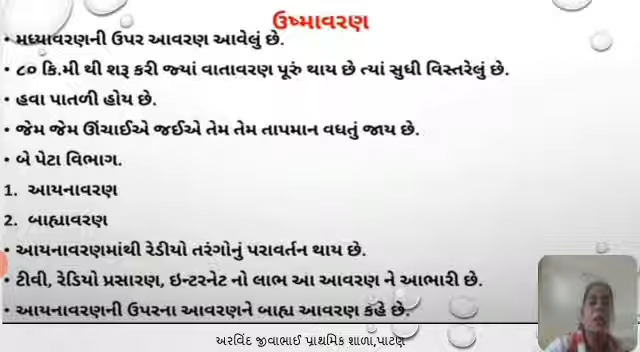 ઉષ્માવરણ
• મધ્યાવરણની ઉપર આવરણ આવેલું છે.
• ૮૦ કિ.મી થી શરૂ કરી જ્યાં વાતાવરણ પૂરું થાય છે ત્યાં સુધી વિસ્તરેલું છે.
• હવા પાતળી હોય છે.
• જેમ જેમ ઊંચાઈએ જઈએ તેમ તેમ તાપમાન વધતું જાય છે.
• બે પેટા વિભાગ.
1. આયનાવરણ
2. બાહ્યાવરણ
• આયનાવરણમાંથી રેડીયો તરંગોનું પરાવર્તન થાય છે.
• ટીવી, રેડિયો પ્રસારણ, ઇન્ટરનેટ નો લાભ આ આવરણ ને આભારી છે.
• આયનાવરણની ઉપરના આવરણને બાહ્ય આવરણ કહે છે.
અરવિંદ જીવાભાઈ પ્રાથમિક શાળા,પાટણ